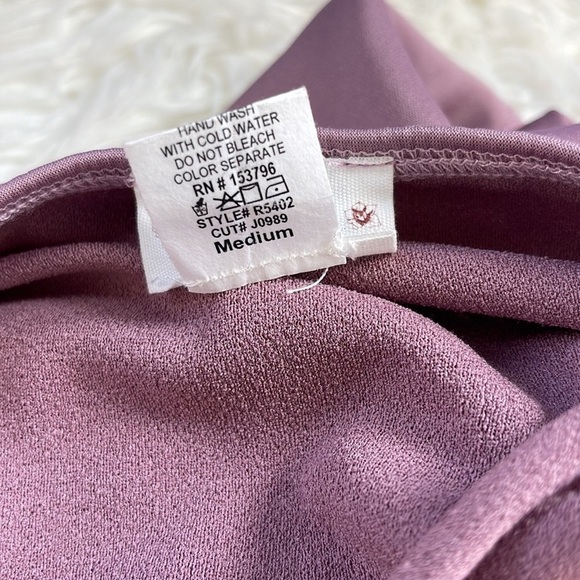 HAND WASH
WITH COLD WATER
DO NOT BLEACH
COLOR SEPARATE
RN # 153796
STYLE# R5402
CUT# J0989
Medium